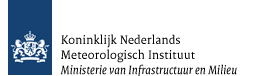 Koninklijk Nederlands
Meteorologisch Instituut
Ministerie van Infrastructuur en Milieu